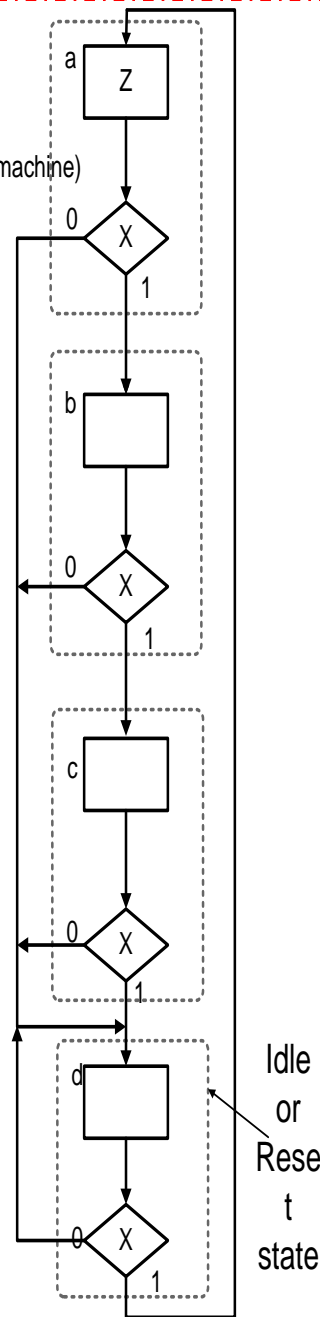 a
Z
machine)
0
X
1
b
0
X
1
c
0
X
1
d
0
X
1
Idle
or
Rese
t
state